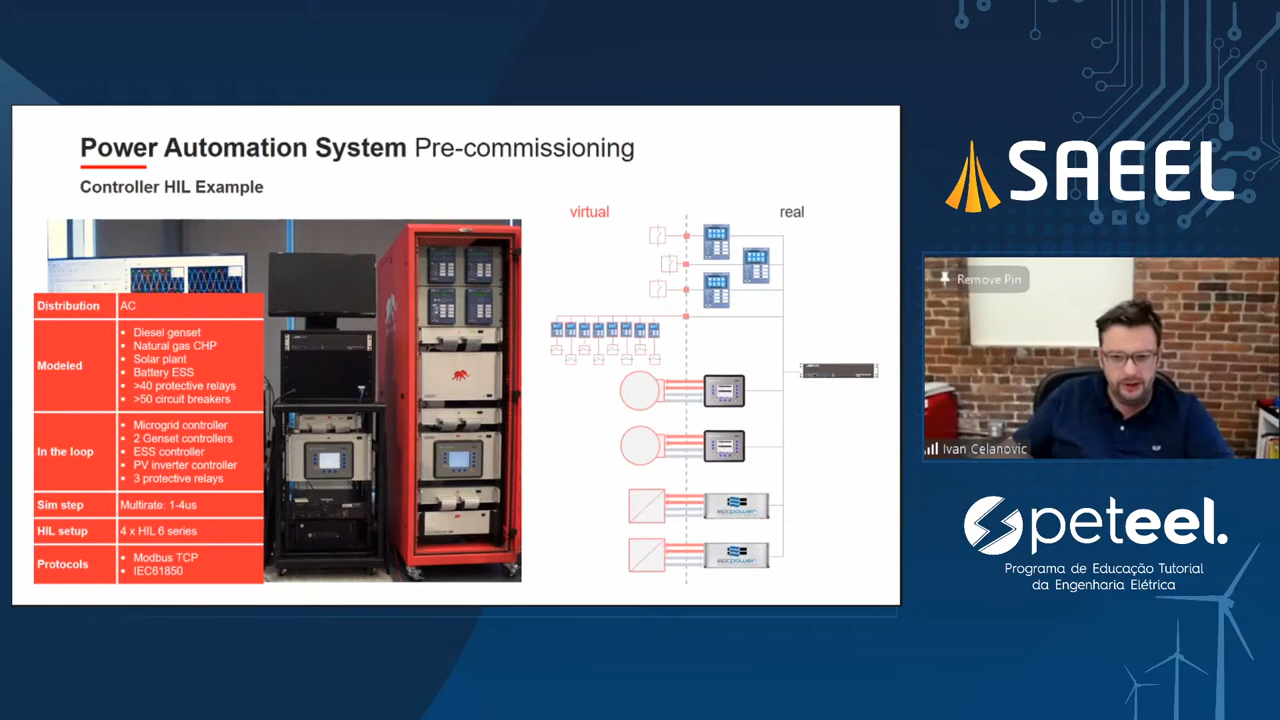 Power Automation System Pre-commissioning
Controller HIL Example
virtual
real
Distribution
AC
Modeled
▪ Diesel genset
▪ Natural gas CHP
▪ Solar plant
▪ Battery ESS
▪ >40 protective relays
▪ >50 circuit breakers
In the loop
▪ Microgrid controller
▪ 2 Genset controllers
▪ ESS controller
▪ PV inverter controller
▪ 3 protective relays
Sim step
Multirate: 1-4us
HIL setup
4 x HIL 6 series
Protocols
▪ Modbus TCP
▪ IEC61850
epcpower
epcpower
SAEEL
Remove Pin
Ivan Celanovic
peteel.
Programa de Educação Tutorial
da Engenharia Elétrica